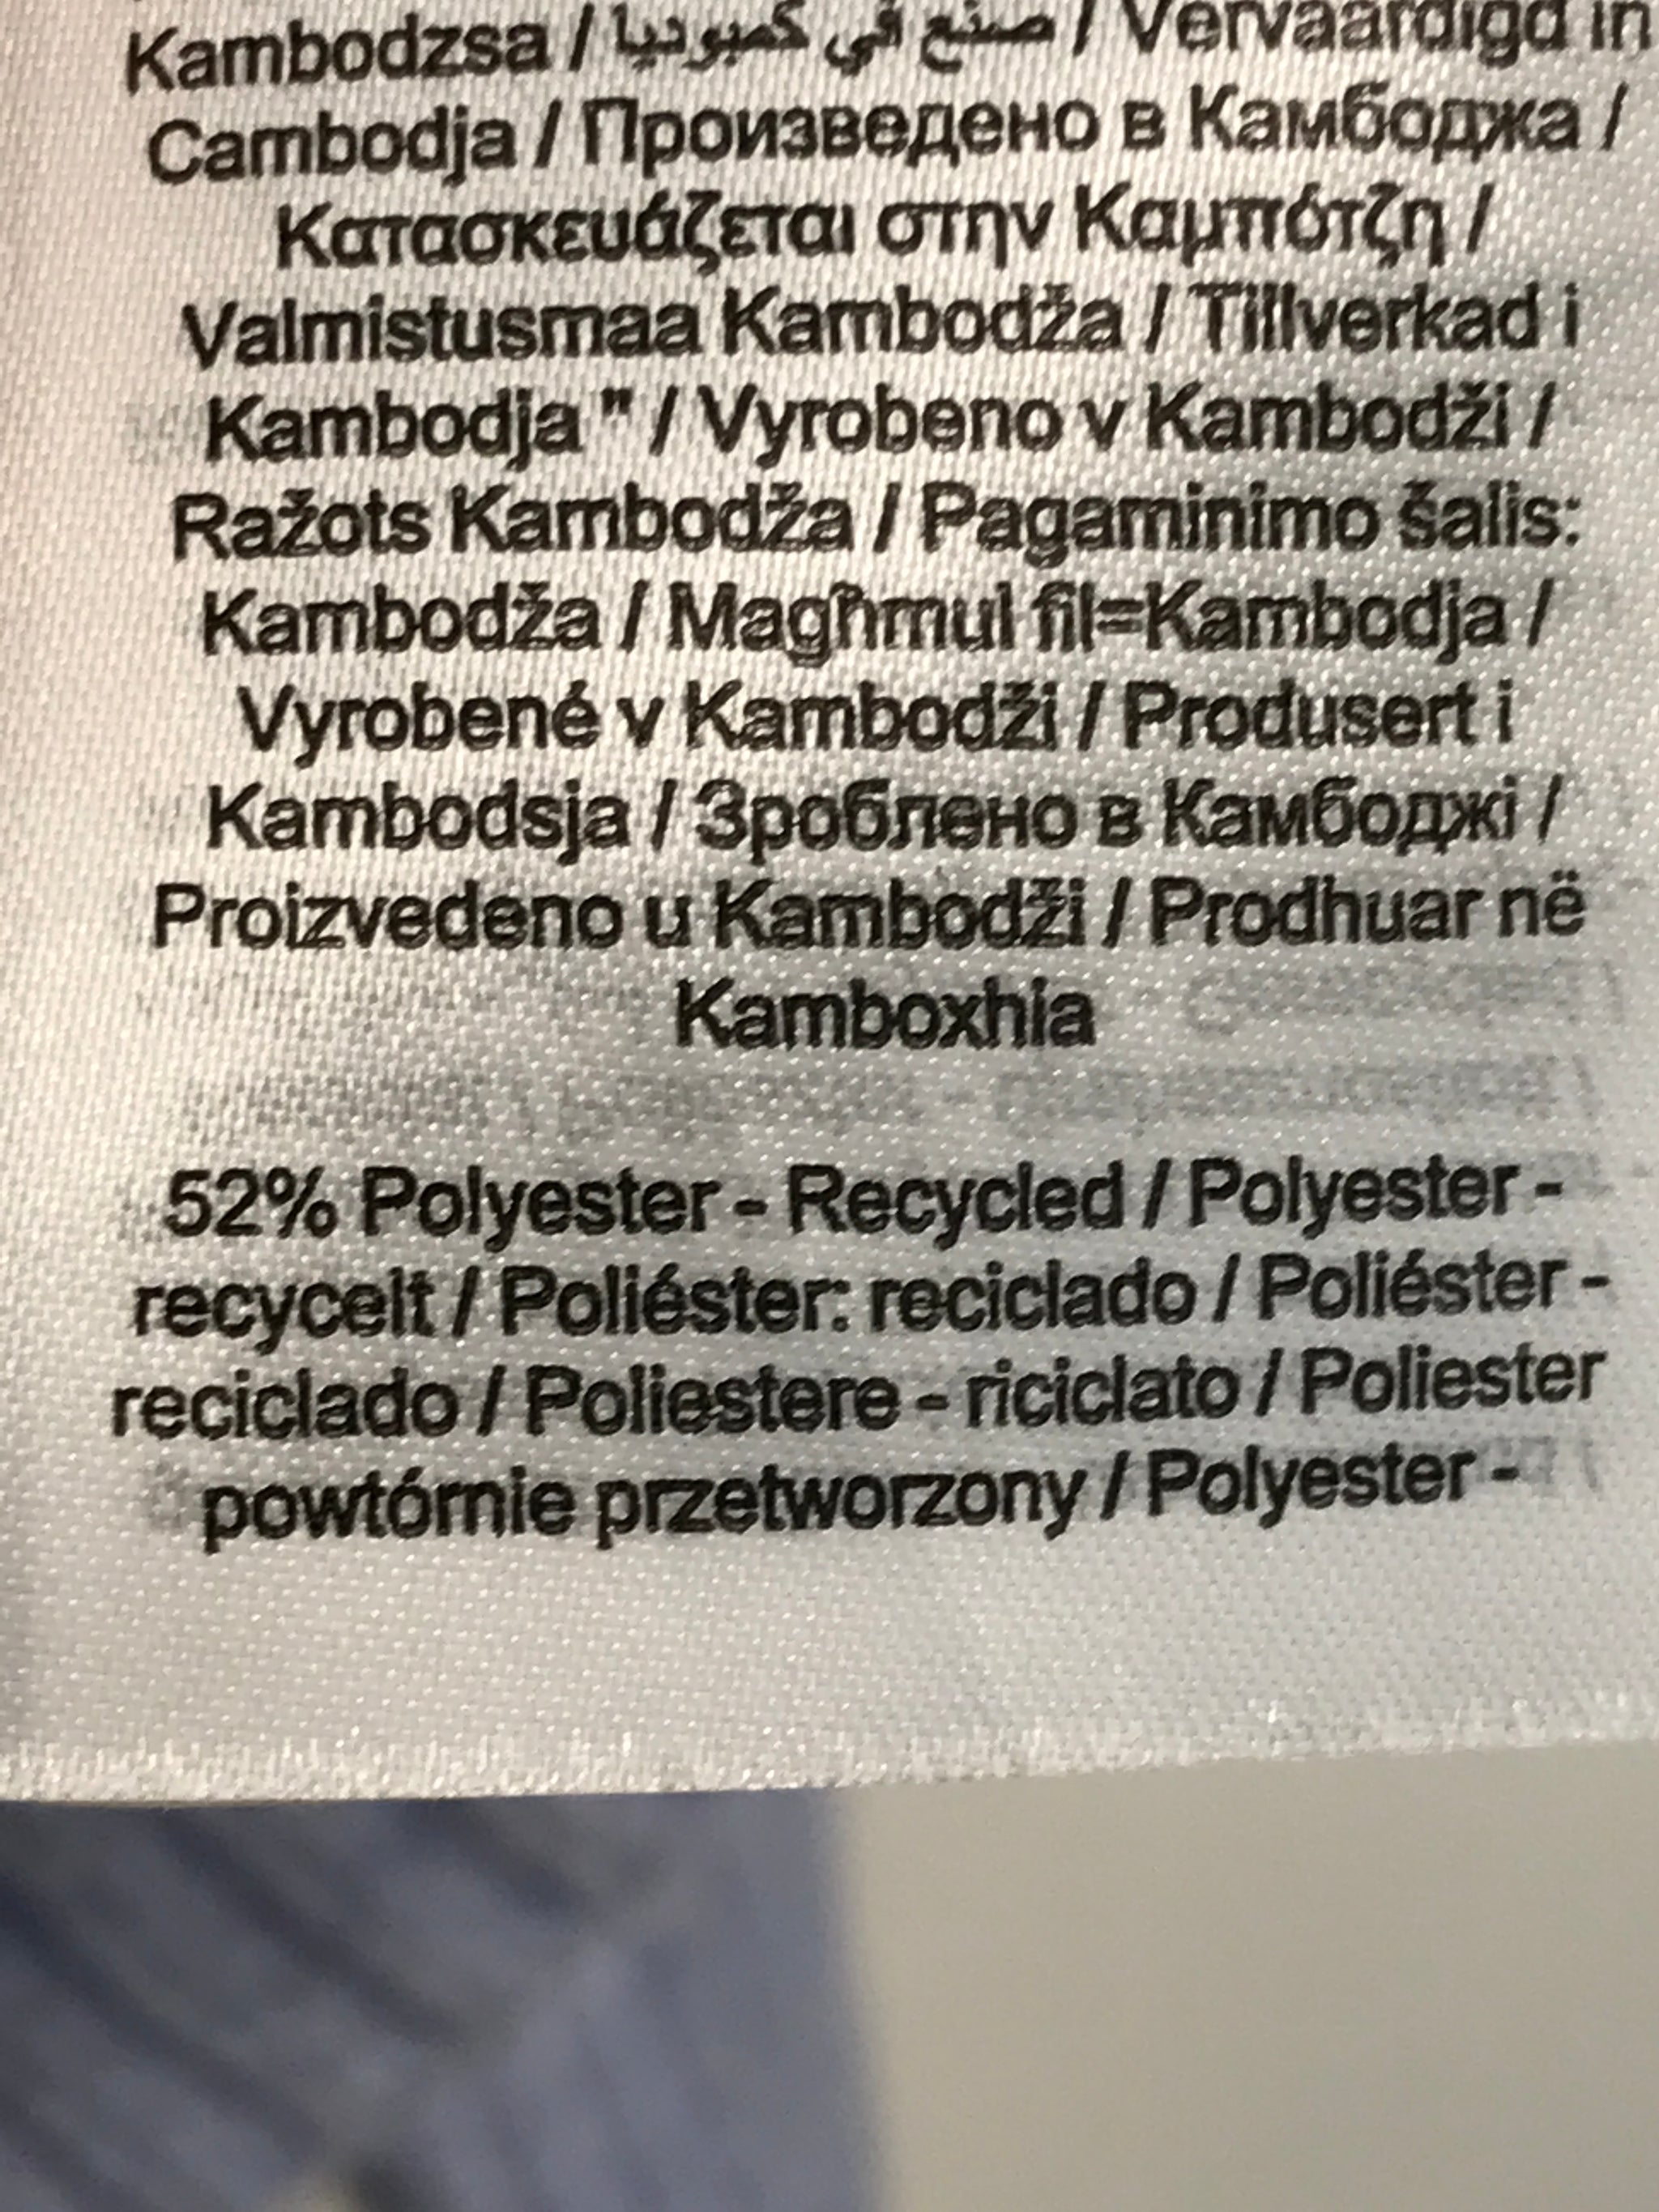 Kambodzsa / صنع في كمبوديا / Vervaardigd in
Cambodja / Произведено в Камбоджа /
Κατασκευάζεται στην Καμπότζη /
Valmistusmaa Kambodža / Tillverkad i
Kambodja " / Vyrobeno v Kambodži /
Ražots Kambodža / Pagaminimo šalis:
Kambodža / Magħmul fil=Kambodja /
Vyrobené v Kambodži / Produsert i
Kambodsja / Зроблено в Камбоджі /
Proizvedeno u Kambodži / Prodhuar në
Kamboxhia
52% Polyester - Recycled / Polyester -
recycelt / Poliéster: reciclado / Poliéster -
reciclado / Poliestere - riciclato / Poliester
powtórnie przetworzony / Polyester -